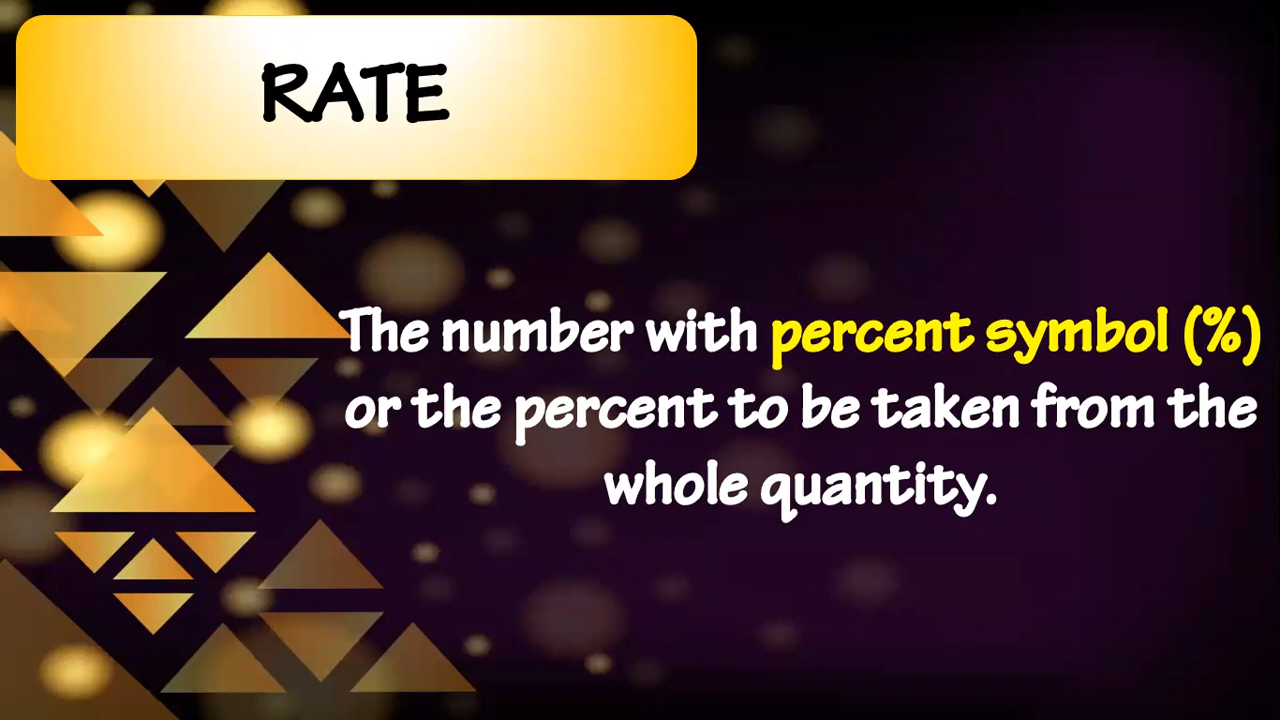 RATE
The number with percent symbol (%)
or the percent to be taken from the
whole quantity.